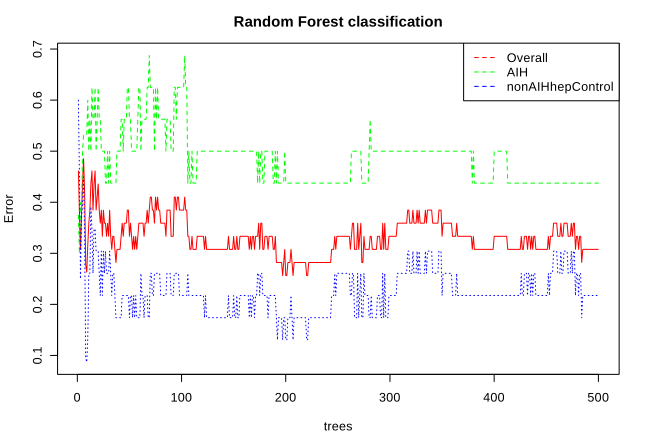 Random Forest classification
Error
0.7
0.6
0.5
0.4
0.3
0.2
0.1
Overall
AIH
nonAIHhepControl
0 100 200 300 400 500
trees